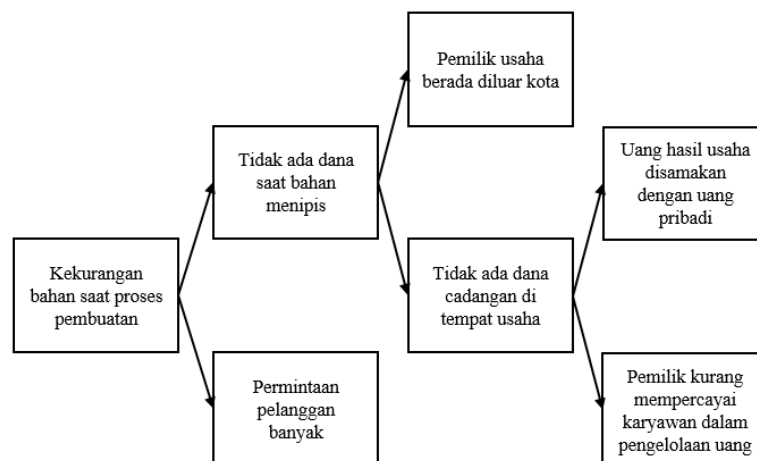 Pemilik usaha
berada diluar kota
Tidak ada dana
saat bahan
menipis
Uang hasil usaha
disamakan
dengan uang
pribadi
Kekurangan
bahan saat proses
pembuatan
Tidak ada dana
cadangan di
tempat usaha
Permintaan
pelanggan
banyak
Pemilik kurang
mempercayai
karyawan dalam
pengelolaan uang